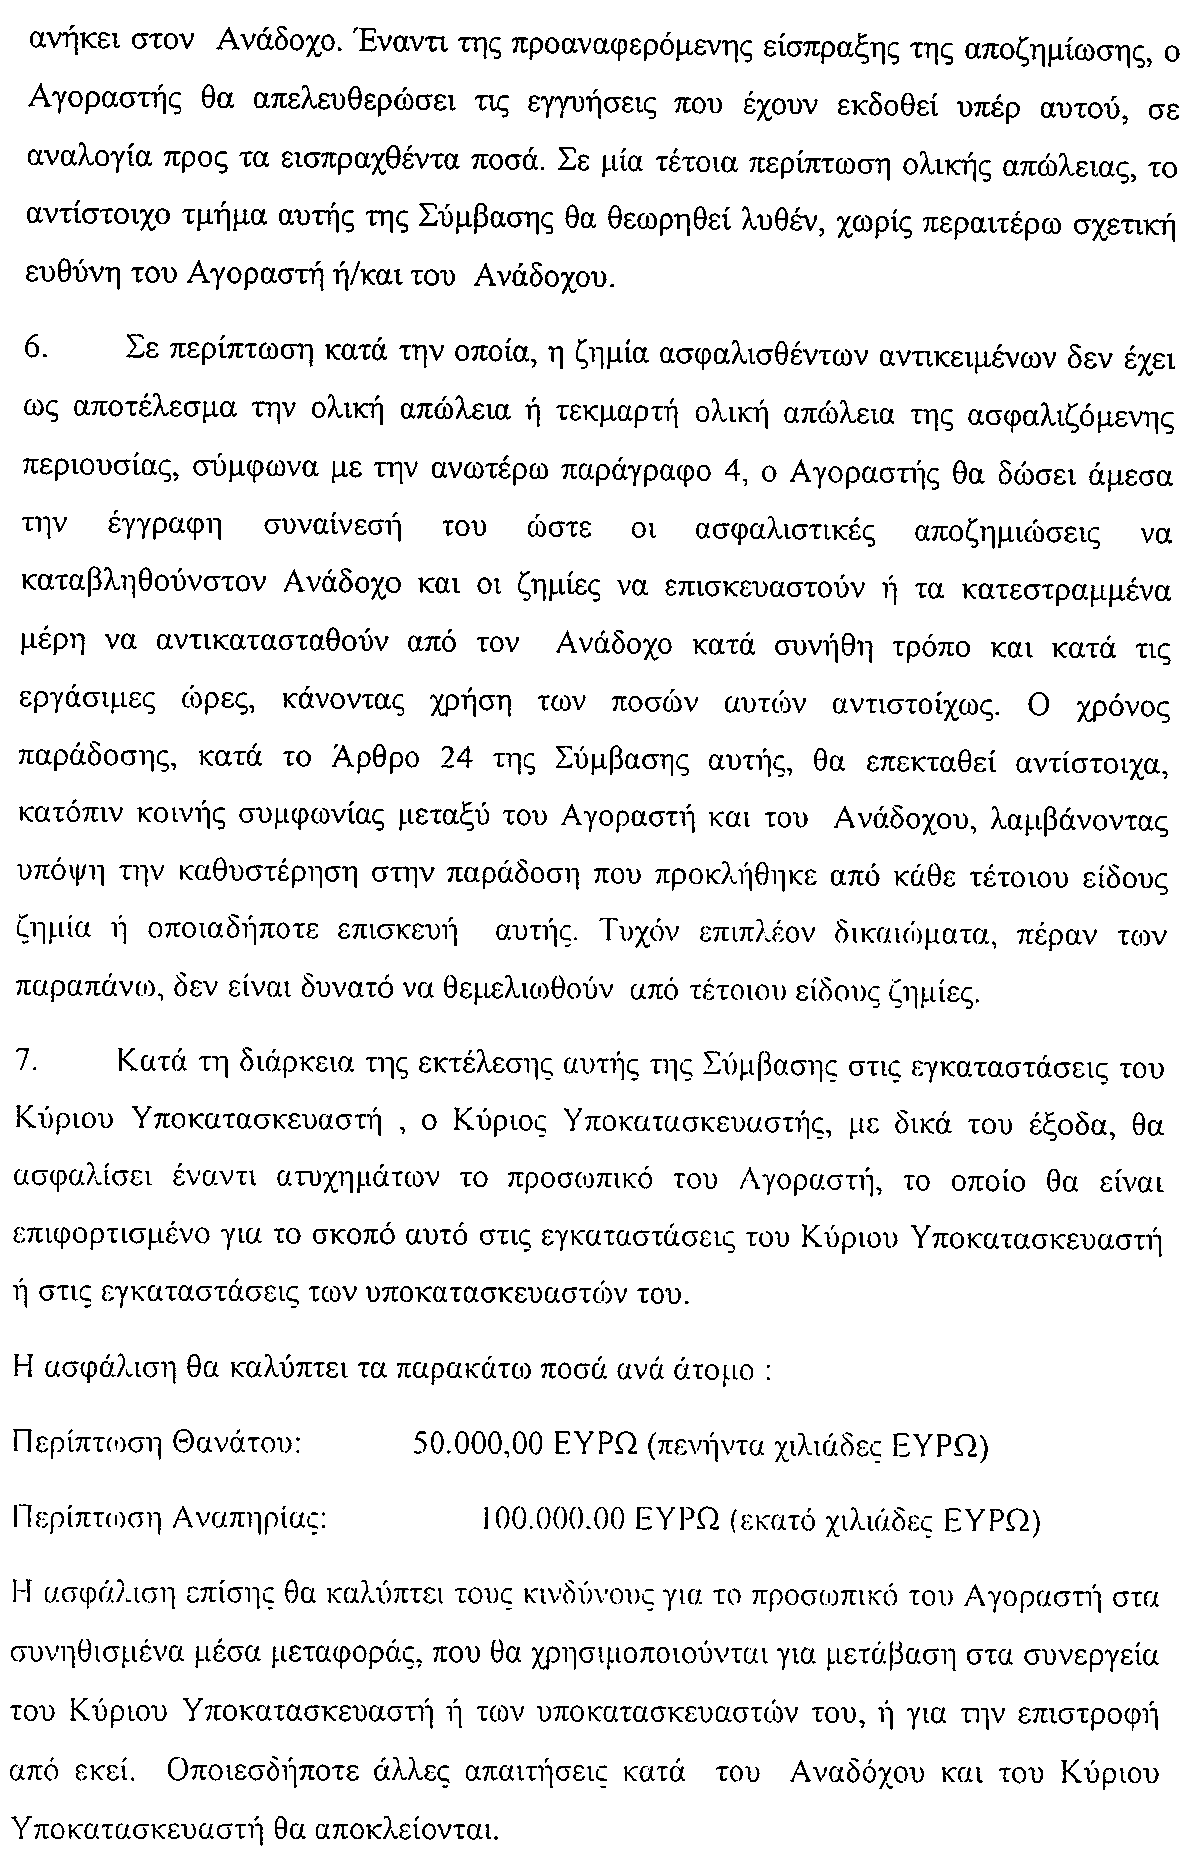 ανήκει στον Ανάδοχο. Έναντι της προαναφερόμενης είσπραξης της αποζημίωσης, ο
Αγοραστής θα απελευθερώσει τις εγγυήσεις που έχουν εκδοθεί υπέρ αυτού, σε
αναλογία προς τα εισπραχθέντα ποσά. Σε μία τέτοια περίπτωση ολικής απώλειας, το
αντίστοιχο τμήμα αυτής της Σύμβασης θα θεωρηθεί λυθέν, χωρίς περαιτέρω σχετική
ευθύνη του Αγοραστή ή/και του Ανάδοχου.
6. Σε περίπτωση κατά την οποία, η ζημία ασφαλισθέντων αντικειμένων δεν έχει
ως αποτέλεσμα την ολική απώλεια ή τεκμαρτή ολική απώλεια της ασφαλιζόμενης
περιουσίας, σύμφωνα με την ανωτέρω παράγραφο 4, ο Αγοραστής θα δώσει άμεσα
την έγγραφη συναίνεσή του ώστε οι ασφαλιστικές αποζημιώσεις να
καταβληθούνστον Ανάδοχο και οι ζημίες να επισκευαστούν ή τα κατεστραμμένα
μέρη να αντικατασταθούν από τον Ανάδοχο κατά συνήθη τρόπο και κατά τις
εργάσιμες ώρες, κάνοντας χρήση των ποσών αυτών αντιστοίχως. Ο χρόνος
παράδοσης, κατά το Άρθρο 24 της Σύμβασης αυτής, θα επεκταθεί αντίστοιχα,
κατόπιν κοινής συμφωνίας μεταξύ του Αγοραστή και του Ανάδοχου, λαμβάνοντας
υπόψη την καθυστέρηση στην παράδοση που προκλήθηκε από κάθε τέτοιου είδους
ζημία ή οποιαδήποτε επισκευή αυτής. Τυχόν επιπλέον δικαιώματα, πέραν των
παραπάνω, δεν είναι δυνατό να θεμελιωθούν από τέτοιου είδους ζημίες.
7. Κατά τη διάρκεια της εκτέλεσης αυτής της Σύμβασης στις εγκαταστάσεις του
Κύριου Υποκατασκευαστή , ο Κύριος Υποκατασκευαστής, με δικά του έξοδα, θα
ασφαλίσει έναντι ατυχημάτων το προσωπικό του Αγοραστή, το οποίο θα είναι
επιφορτισμένο για το σκοπό αυτό στις εγκαταστάσεις του Κύριου Υποκατασκευαστή
ή στις εγκαταστάσεις των υποκατασκευαστών του.
Η ασφάλιση θα καλύπτει τα παρακάτω ποσά ανά άτομο :
Περίπτωση Θανάτου: 50.000,00 ΕΥΡΩ (πενήντα χιλιάδες ΕΥΡΩ)
Περίπτωση Αναπηρίας: 100.000.00 ΕΥΡΩ (εκατό χιλιάδες ΕΥΡΩ)
Η ασφάλιση επίσης θα καλύπτει τους κινδύνους για το προσωπικό του Αγοραστή στα
συνηθισμένα μέσα μεταφοράς, που θα χρησιμοποιούνται για μετάβαση στα συνεργεία
του Κύριου Υποκατασκευαστή ή των υποκατασκευαστών του, ή για την επιστροφή
από εκεί. Οποιεσδήποτε άλλες απαιτήσεις κατά του Αναδόχου και του Κύριου
Υποκατασκευαστή θα αποκλείονται.